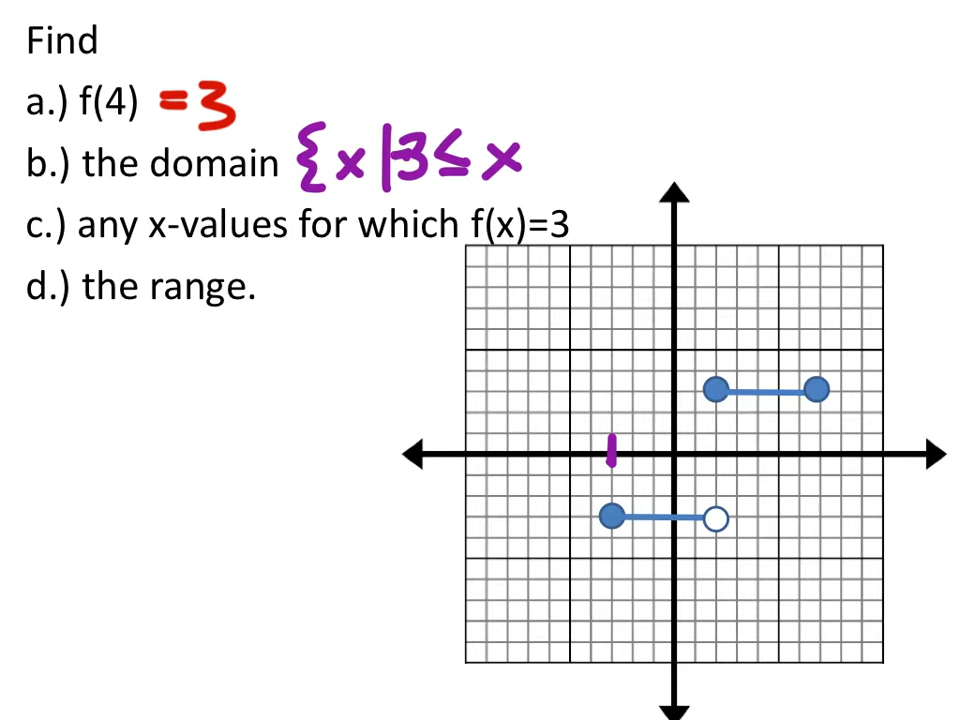 Find
a.) f(4) = 3
b.) the domain { x | -3 ≤ x
c.) any x-values for which f(x)=3
d.) the range.